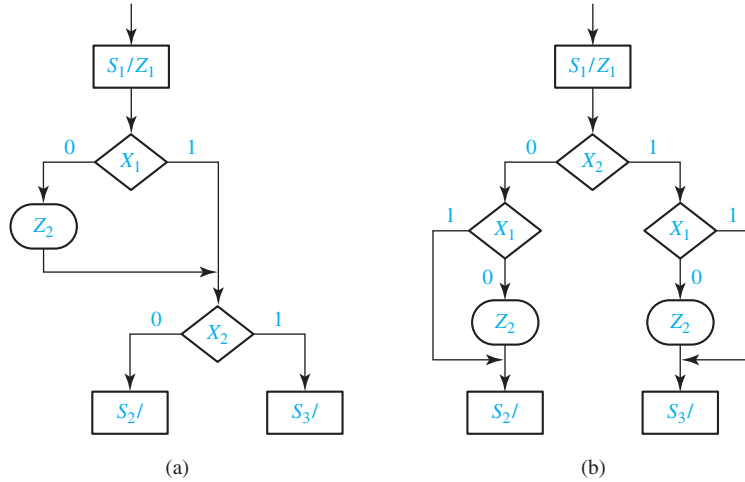 S₁/Z₁
0 X₁ 1
Z₂
0 X₂ 1
S₂/ S₃/
(a)
S₁/Z₁
0 X₂ 1
1 X₁ X₁ 1
0 0
Z₂ Z₂
S₂/ S₃/
(b)